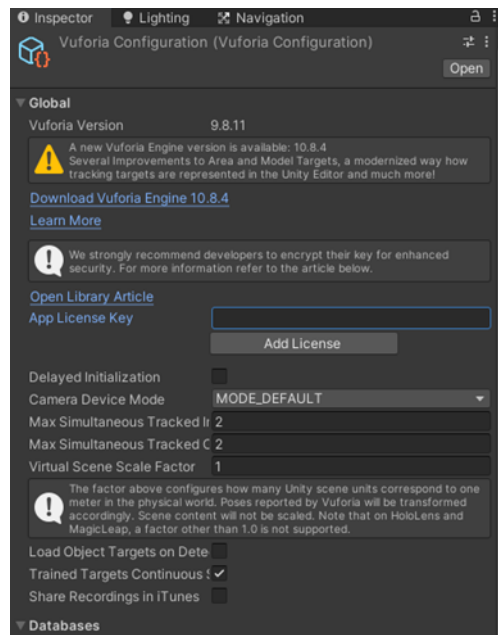 Inspector Lighting Navigation
Vuforia Configuration (Vuforia Configuration)
Open
Global
Vuforia Version 9.8.11
A new Vuforia Engine version is available: 10.8.4
Several Improvements to Area and Model Targets, a modernized way how
tracking targets are represented in the Unity Editor and much more!
Download Vuforia Engine 10.8.4
Learn More
We strongly recommend developers to encrypt their key for enhanced
security. For more information refer to the article below.
Open Library Article
App License Key
Add License
Delayed Initialization
Camera Device Mode MODE_DEFAULT
Max Simultaneous Tracked Ir 2
Max Simultaneous Tracked C 2
Virtual Scene Scale Factor 1
The factor above configures how many Unity scene units correspond to one
meter in the physical world. Poses reported by Vuforia will be transformed
accordingly. Scene content will not be scaled. Note that on HoloLens and
MagicLeap, a factor other than 1.0 is not supported.
Load Object Targets on Dete
Trained Targets Continuous S
Share Recordings in iTunes
Databases